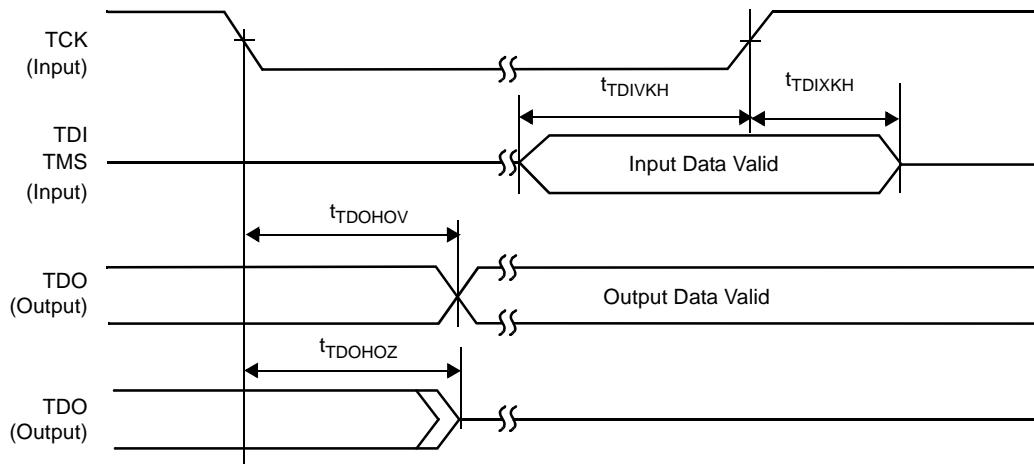 TCK
(Input)
tTDIVKH
tTDIXKH
TDI
TMS
(Input)
Input Data Valid
tTDOHOV
TDO
(Output)
Output Data Valid
tTDOHOZ
TDO
(Output)